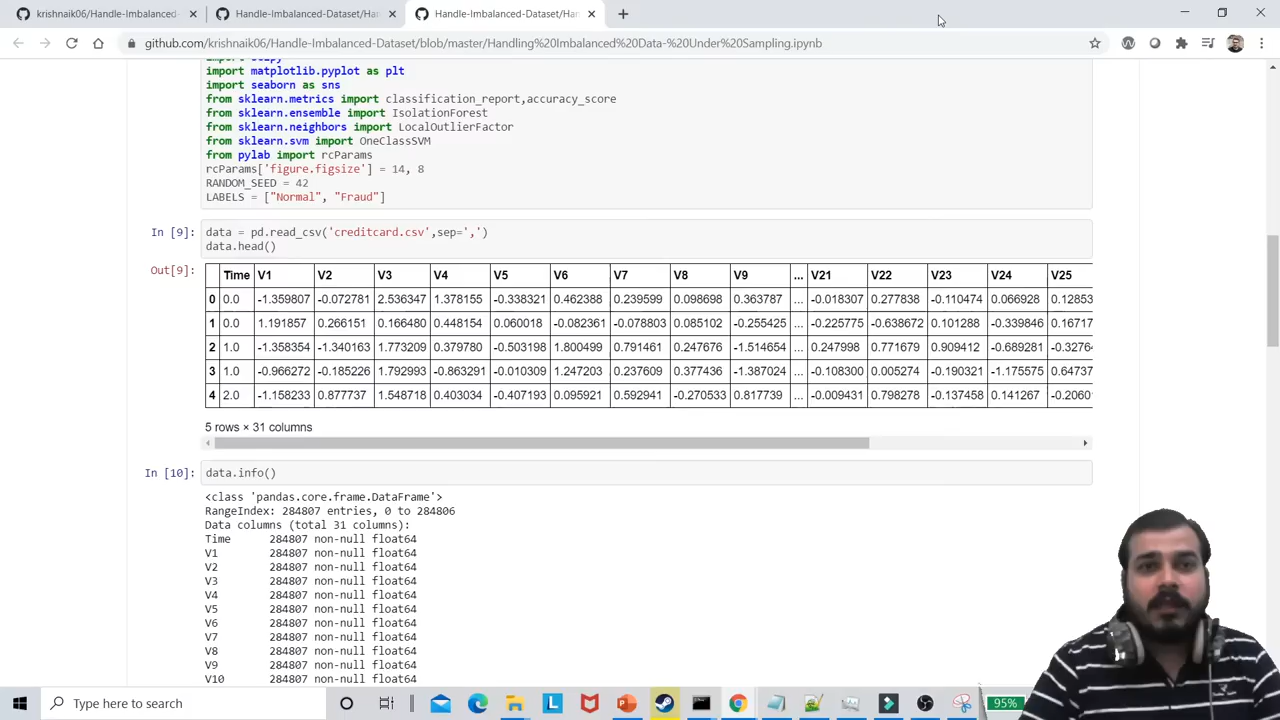 krishnaik06/Handle-Imbalanced-D
Handle-Imbalanced-Dataset/Han
Handle-Imbalanced-Dataset/Han
github.com/krishnaik06/Handle-Imbalanced-Dataset/blob/master/Handling%20Imbalanced%20Data-%20Under%20Sampling.ipynb
import matplotlib.pyplot as plt
import seaborn as sns
from sklearn.metrics import classification_report,accuracy_score
from sklearn.ensemble import IsolationForest
from sklearn.neighbors import LocalOutlierFactor
from sklearn.svm import OneClassSVM
from pylab import rcParams
rcParams['figure.figsize'] = 14, 8
RANDOM_SEED = 42
LABELS = ["Normal", "Fraud"]
In [9]: data = pd.read_csv('creditcard.csv',sep=',')
data.head()
Out[9]:
Time V1 V2 V3 V4 V5 V6 V7 V8 V9 ... V21 V22 V23 V24 V25
0 0.0 -1.359807 -0.072781 2.536347 1.378155 -0.338321 0.462388 0.239599 0.098698 0.363787 ... -0.018307 0.277838 -0.110474 0.066928 0.12853
1 0.0 1.191857 0.266151 0.166480 0.448154 0.060018 -0.082361 -0.078803 0.085102 -0.255425 ... -0.225775 -0.638672 0.101288 -0.339846 0.16717
2 1.0 -1.358354 -1.340163 1.773209 0.379780 -0.503198 1.800499 0.791461 0.247676 -1.514654 ... 0.247998 0.771679 0.909412 -0.689281 -0.32764
3 1.0 -0.966272 -0.185226 1.792993 -0.863291 -0.010309 1.247203 0.237609 0.377436 -1.387024 ... -0.108300 0.005274 -0.190321 -1.175575 0.64737
4 2.0 -1.158233 0.877737 1.548718 0.403034 -0.407193 0.095921 0.592941 -0.270533 0.817739 ... -0.009431 0.798278 -0.137458 0.141267 -0.20601
5 rows × 31 columns
In [10]: data.info()
<class 'pandas.core.frame.DataFrame'>
RangeIndex: 284807 entries, 0 to 284806
Data columns (total 31 columns):
Time 284807 non-null float64
V1 284807 non-null float64
V2 284807 non-null float64
V3 284807 non-null float64
V4 284807 non-null float64
V5 284807 non-null float64
V6 284807 non-null float64
V7 284807 non-null float64
V8 284807 non-null float64
V9 284807 non-null float64
V10 284807 non-null float64
Type here to search
95%